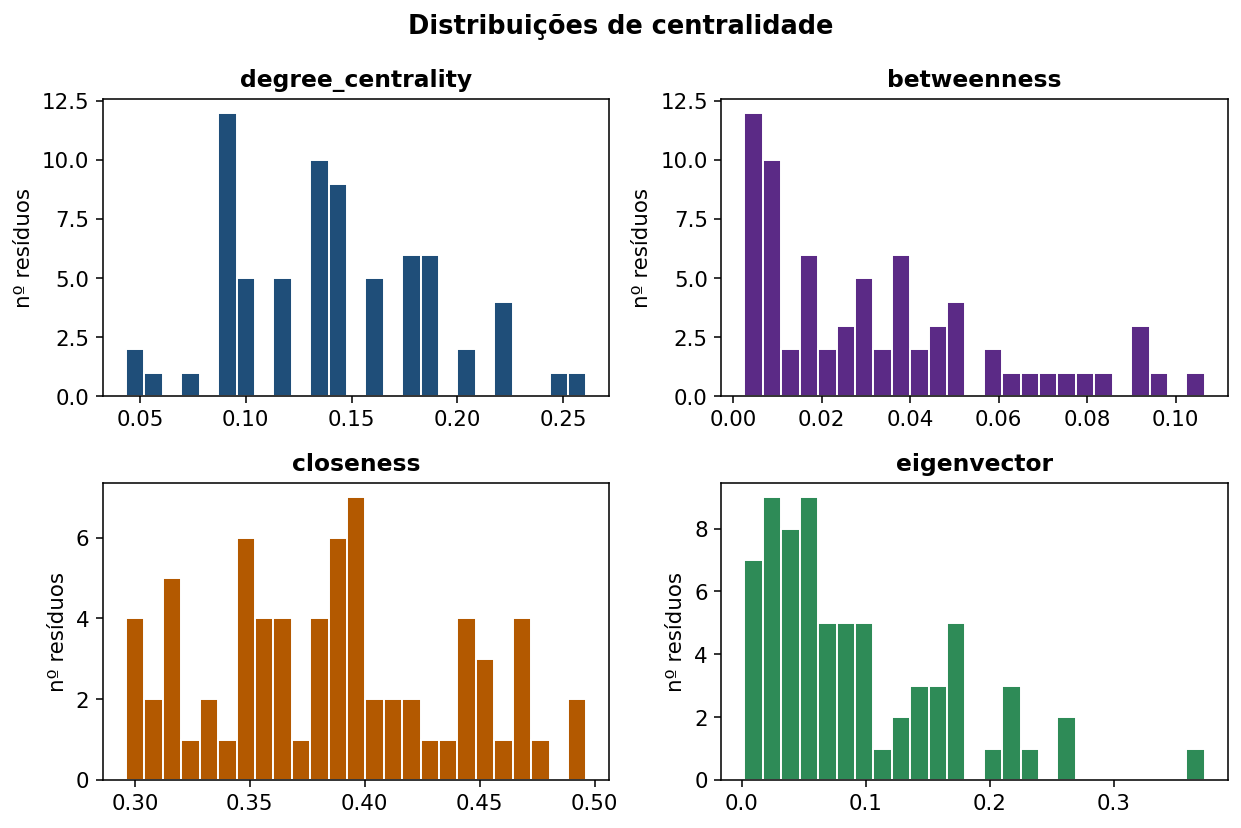 Distribuições de centralidade
degree_centrality
12.5
10.0
7.5
5.0
2.5
0.0
nº resíduos
0.05 0.10 0.15 0.20 0.25
betweenness
12.5
10.0
7.5
5.0
2.5
0.0
nº resíduos
0.00 0.02 0.04 0.06 0.08 0.10
closeness
6
4
2
0
nº resíduos
0.30 0.35 0.40 0.45 0.50
eigenvector
8
6
4
2
0
nº resíduos
0.0 0.1 0.2 0.3